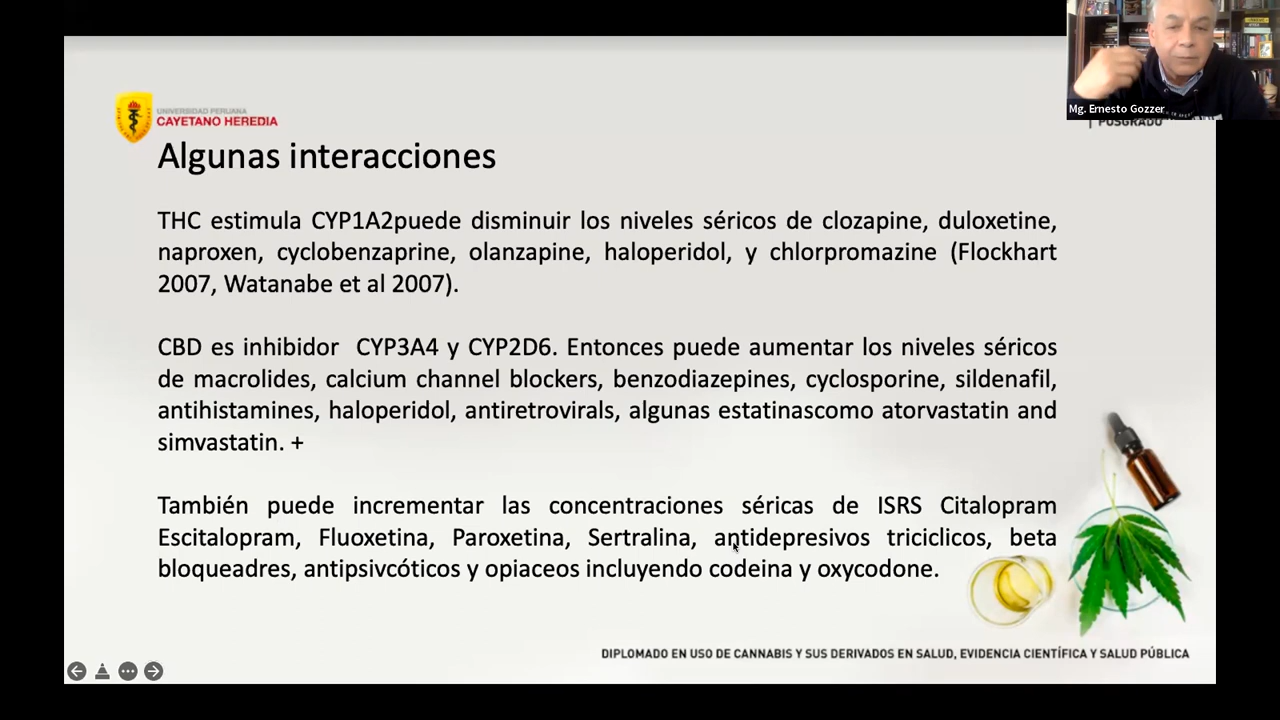 Mg. Ernesto Gozzer
UNIVERSIDAD PERUANA
CAYETANO HEREDIA
POSGRADO
Algunas interacciones
THC estimula CYP1A2puede disminuir los niveles séricos de clozapine, duloxetine,
naproxen, cyclobenzaprine, olanzapine, haloperidol, y chlorpromazine (Flockhart
2007, Watanabe et al 2007).
CBD es inhibidor CYP3A4 y CYP2D6. Entonces puede aumentar los niveles séricos
de macrolides, calcium channel blockers, benzodiazepines, cyclosporine, sildenafil,
antihistamines, haloperidol, antiretrovirals, algunas estatinascomo atorvastatin and
simvastatin. +
También puede incrementar las concentraciones séricas de ISRS Citalopram
Escitalopram, Fluoxetina, Paroxetina, Sertralina, antidepresivos triciclicos, beta
bloqueadres, antipsivcóticos y opiaceos incluyendo codeina y oxycodone.
DIPLOMADO EN USO DE CANNABIS Y SUS DERIVADOS EN SALUD, EVIDENCIA CIENTÍFICA Y SALUD PÚBLICA